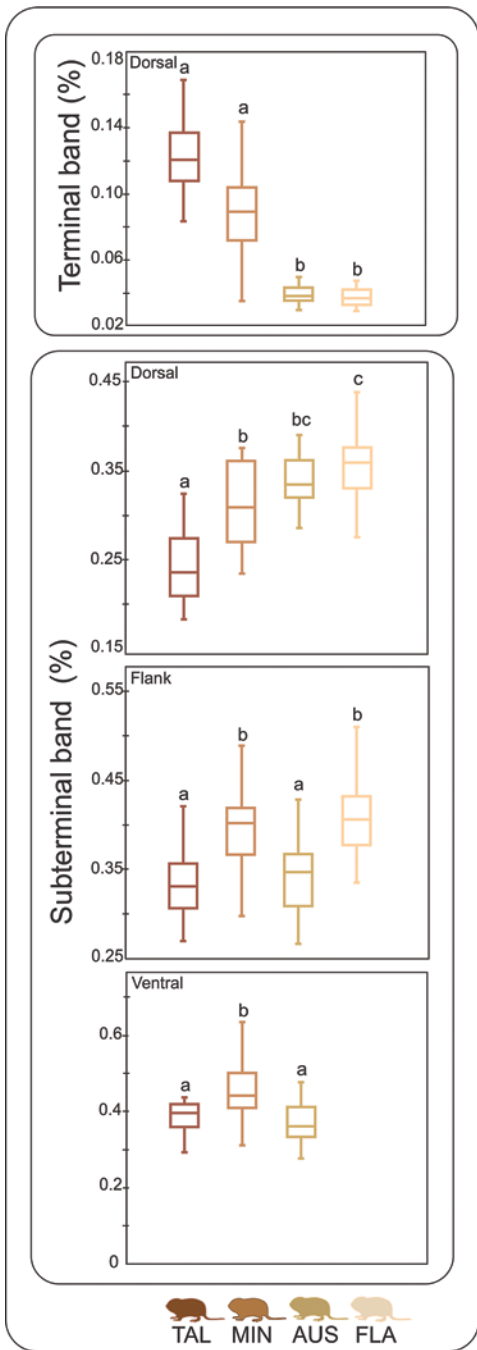 Terminal band (%)
Dorsal
0.18
0.14
0.10
0.06
0.02
a
a
b
b
Subterminal band (%)
Dorsal
0.45
0.35
0.25
0.15
a
b
bc
c
Flank
0.55
0.45
0.35
0.25
a
b
a
b
Ventral
0.6
0.4
0.2
0
a
b
a
TAL MIN AUS FLA